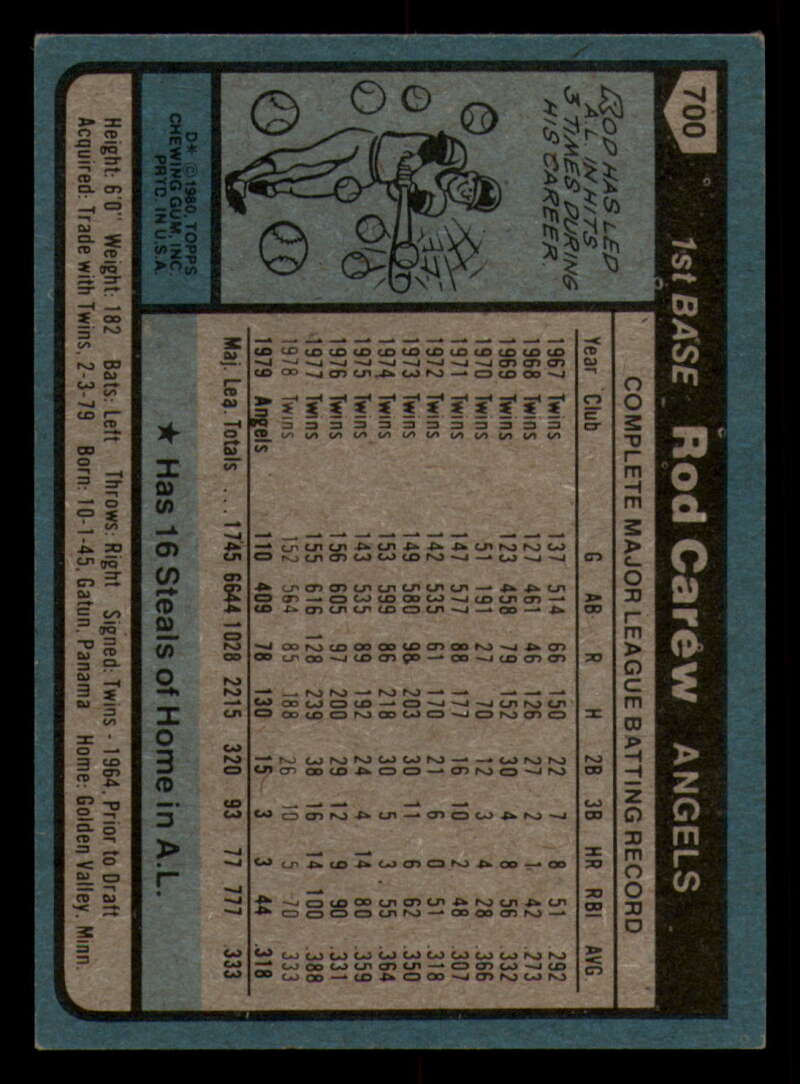 700
1st BASE Rod Carew ANGELS
ROD HAS LED
A.L. IN HITS
3 TIMES DURING
HIS CAREER
D* © 1980, TOPPS
CHEWING GUM, INC.
PRTD. IN U.S.A.
COMPLETE MAJOR LEAGUE BATTING RECORD
Year Club G AB R H 2B 3B HR RBI AVG.
1967 Twins 137 514 66 150 22 7 8 51 .292
1968 Twins 127 461 46 126 27 2 1 42 .273
1969 Twins 123 458 79 152 30 4 8 56 .332
1970 Twins 51 191 27 70 12 3 4 28 .366
1971 Twins 147 577 88 177 16 10 2 48 .307
1972 Twins 142 535 61 170 21 6 0 51 .318
1973 Twins 149 580 98 203 30 11 6 62 .350
1974 Twins 153 599 86 218 30 5 3 55 .364
1975 Twins 143 535 89 192 24 4 14 80 .359
1976 Twins 156 605 97 200 29 12 9 90 .331
1977 Twins 155 616 128 239 38 16 14 100 .388
1978 Twins 152 564 85 188 26 10 5 70 .333
1979 Angels 110 409 78 130 15 3 3 44 .318
Maj. Lea. Totals ... 1745 6644 1028 2215 320 93 77 777 .333
★ Has 16 Steals of Home in A.L.
Height: 6'0" Weight: 182 Bats: Left Throws: Right Signed: Twins - 1964, Prior to Draft
Acquired: Trade with Twins, 2-3-79 Born: 10-1-45, Gatun, Panama Home: Golden Valley, Minn.